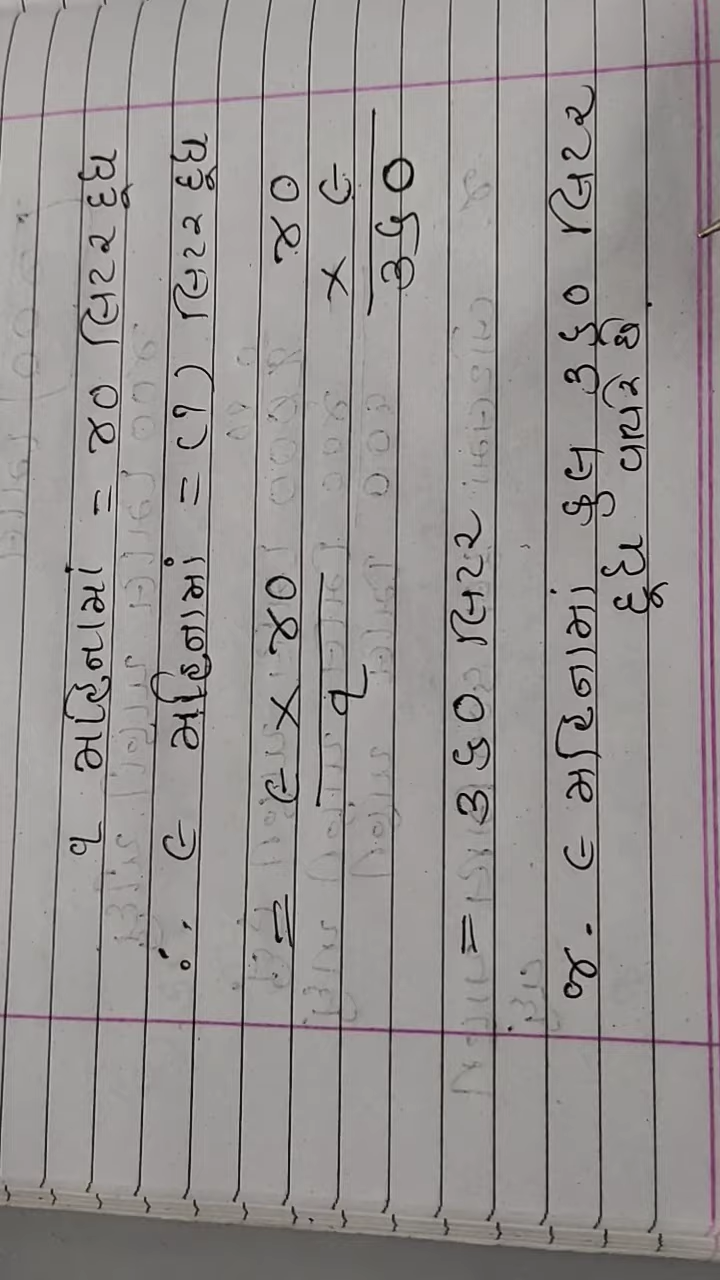 ૧ મહિનામાં = ૪૦ લિટર દૂધ
∴ ૯ મહિનામાં = (?) લિટર દૂધ
= ૯ × ૪૦
૧
૪૦
× ૯
૩૬૦
= ૩૬૦ લિટર
જ. ૯ મહિનામાં કુલ ૩૬૦ લિટર
દૂધ વાપરે છે.